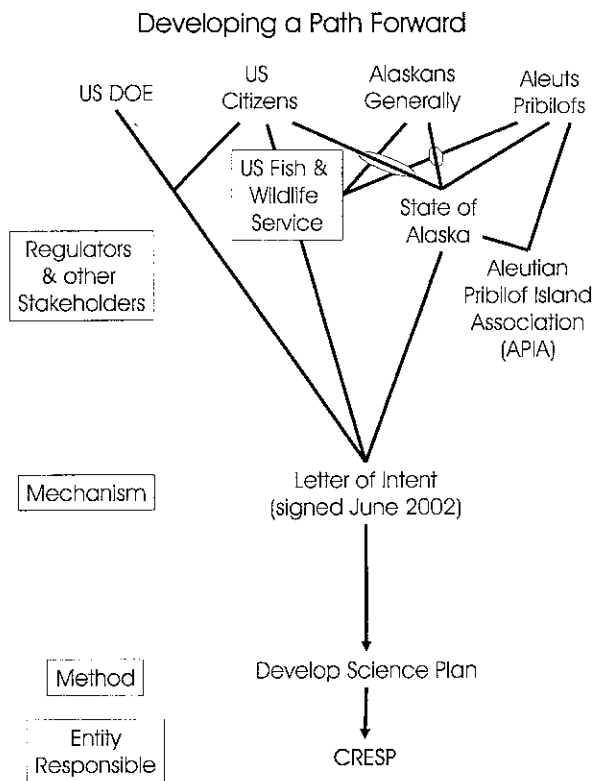 Developing a Path Forward
US DOE
US
Citizens
Alaskans
Generally
Aleuts
Pribilofs
US Fish &
Wildlife
Service
State of
Alaska
Regulators
& other
Stakeholders
Aleutian
Pribilof Island
Association
(APIA)
Mechanism
Letter of Intent
(signed June 2002)
Method
Develop Science Plan
Entity
Responsible
CRESP